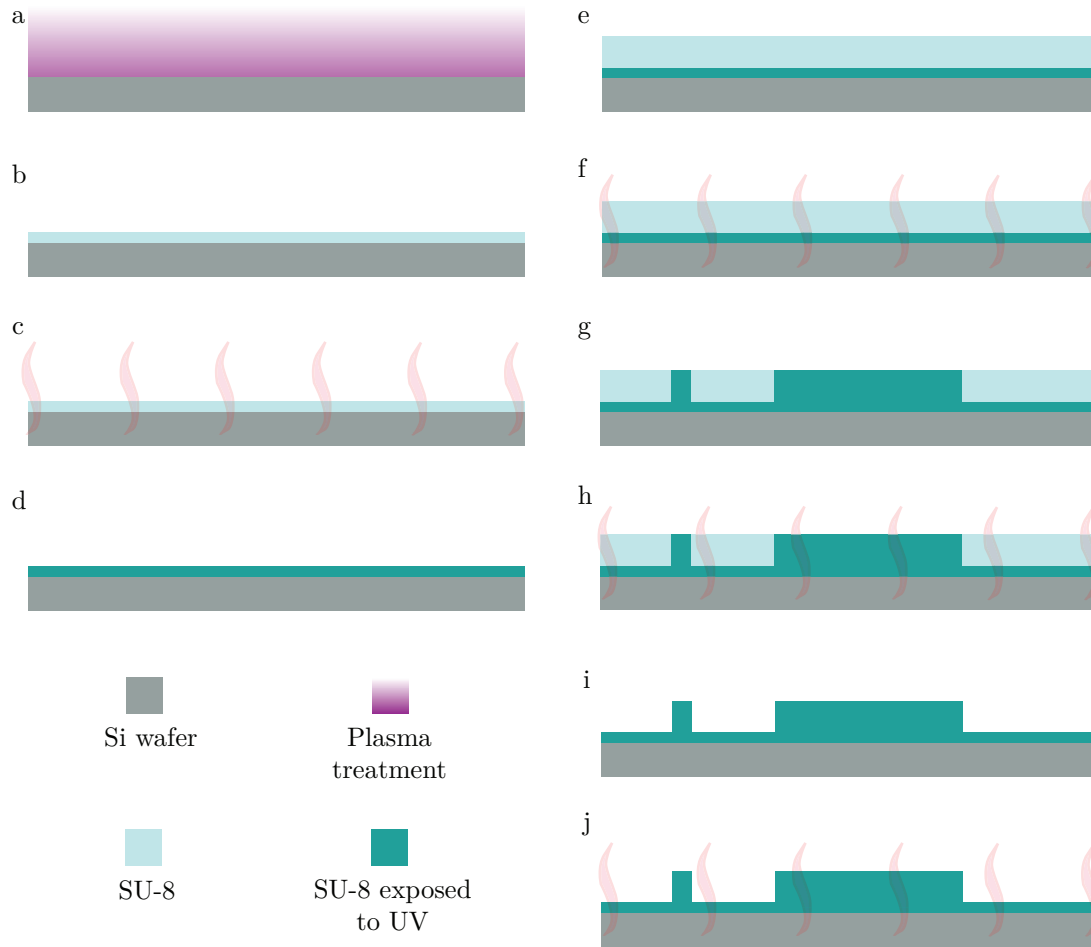 a
b
c
d
Si wafer
Plasma
treatment
SU-8
SU-8 exposed
to UV
e
f
g
h
i
j